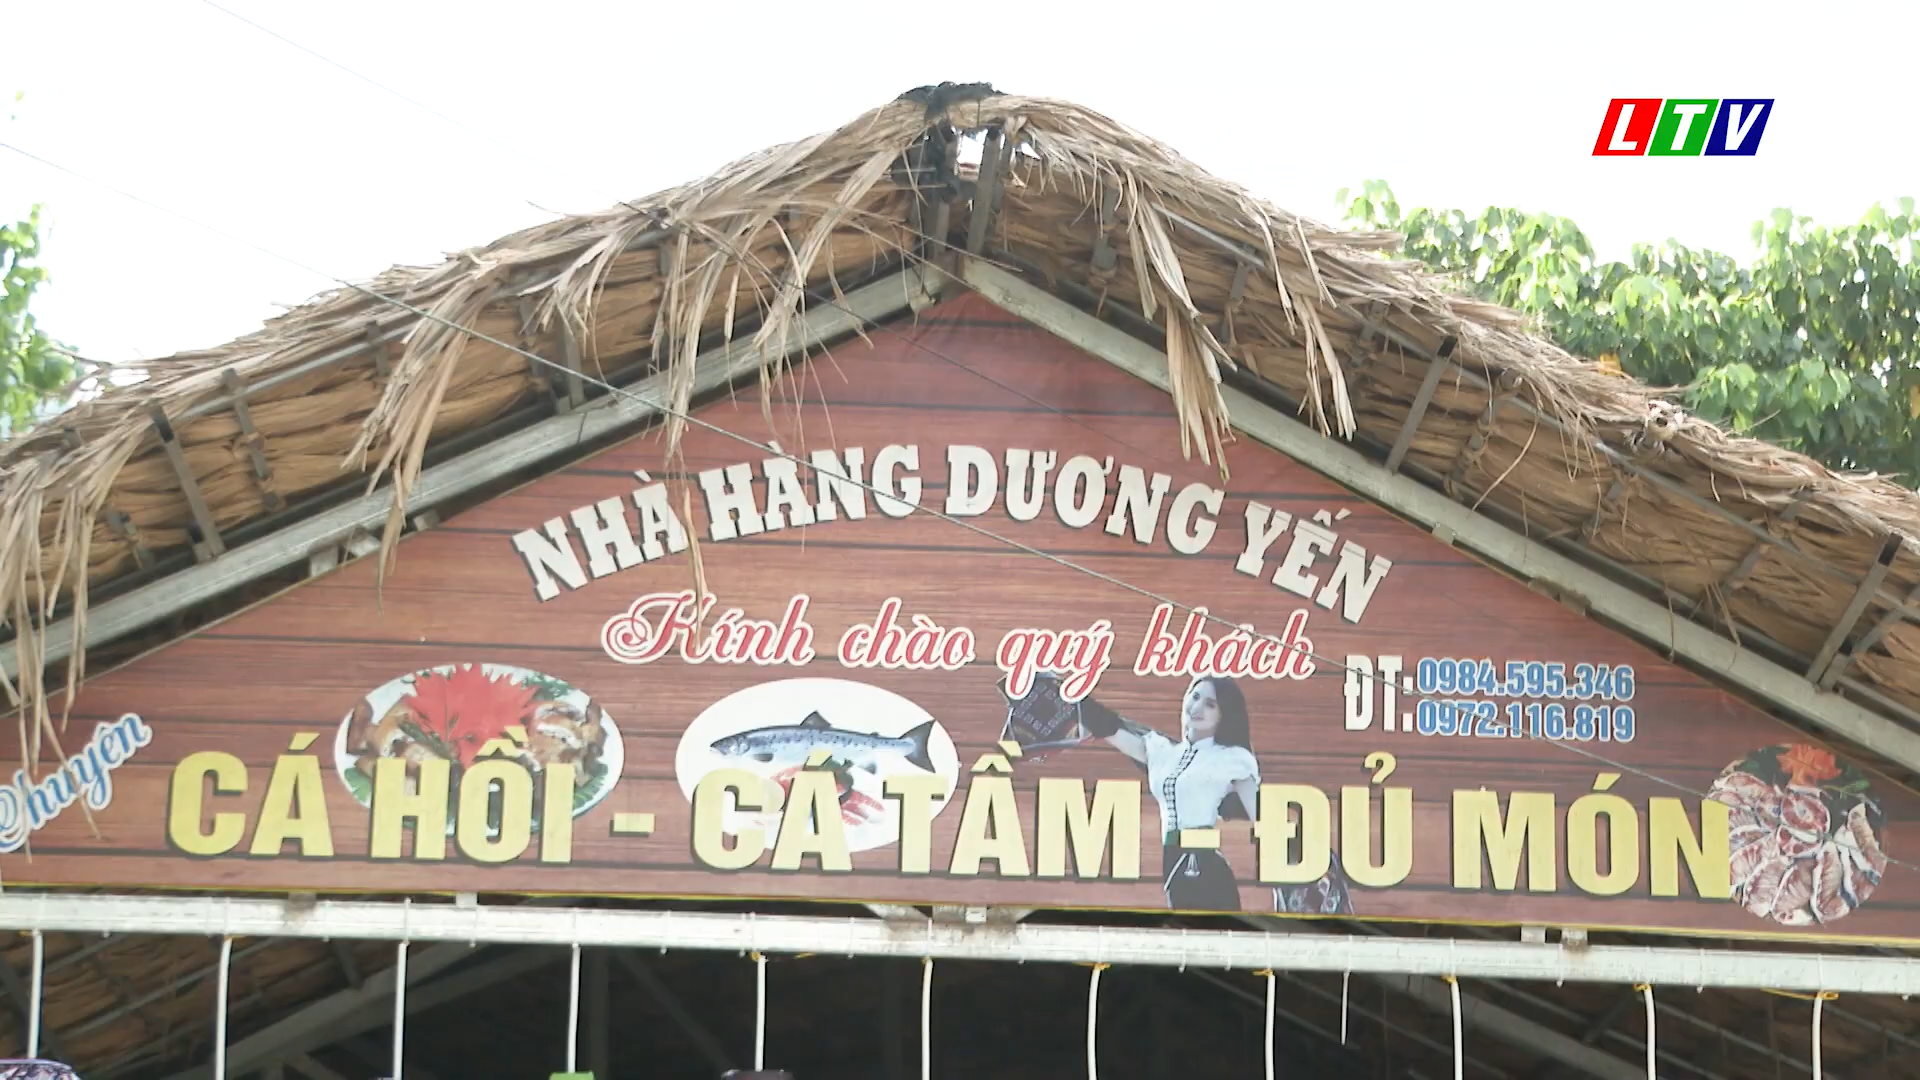 LTV
NHÀ HÀNG DƯƠNG YẾN
Kính chào quý khách
ĐT: 0984.595.346
0972.116.819
Chuyên
CÁ HỒI - CÁ TẦM - ĐỦ MÓN